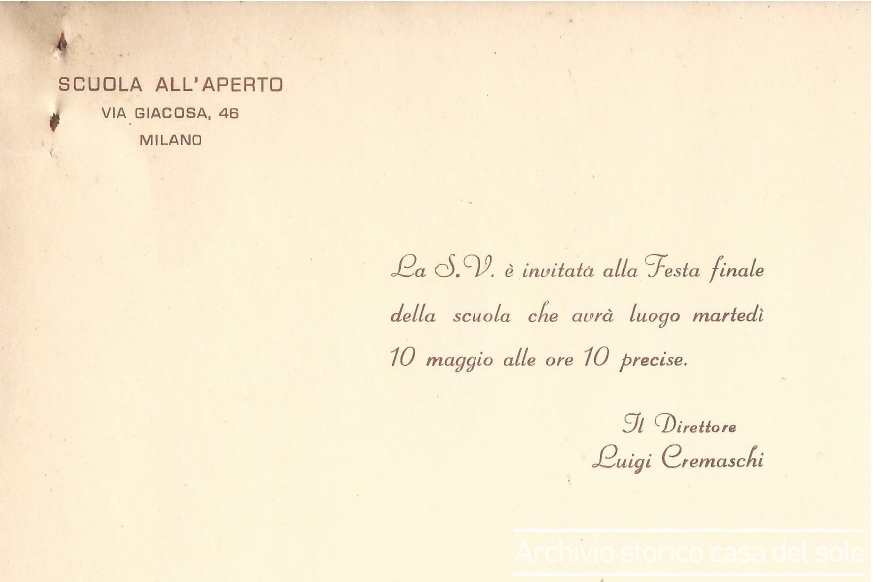 SCUOLA ALL'APERTO
VIA GIACOSA, 46
MILANO
La S.V. è invitata alla Festa finale
della scuola che avrà luogo martedì
10 maggio alle ore 10 precise.
Il Direttore
Luigi Cremaschi
Archivio storico casa del sole